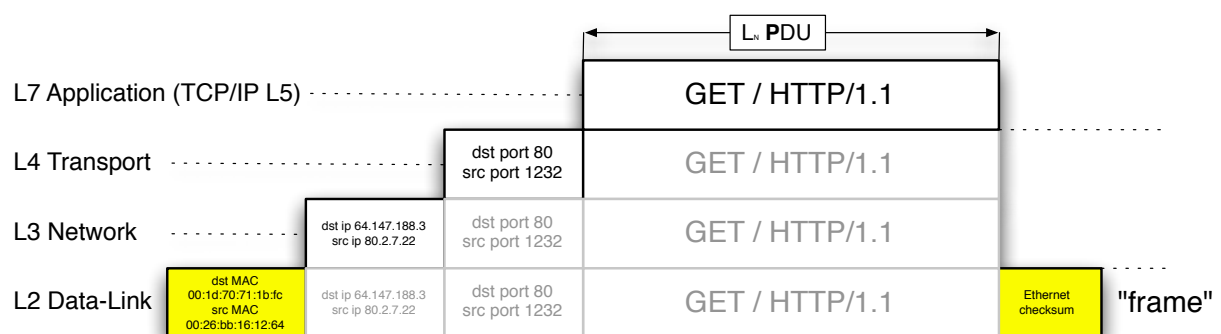 Lₙ PDU
L7 Application (TCP/IP L5)
GET / HTTP/1.1
L4 Transport
dst port 80
src port 1232
GET / HTTP/1.1
L3 Network
dst ip 64.147.188.3
src ip 80.2.7.22
dst port 80
src port 1232
GET / HTTP/1.1
L2 Data-Link
dst MAC
00:1d:70:71:1b:fc
src MAC
00:26:bb:16:12:64
dst ip 64.147.188.3
src ip 80.2.7.22
dst port 80
src port 1232
GET / HTTP/1.1
Ethernet
checksum
"frame"